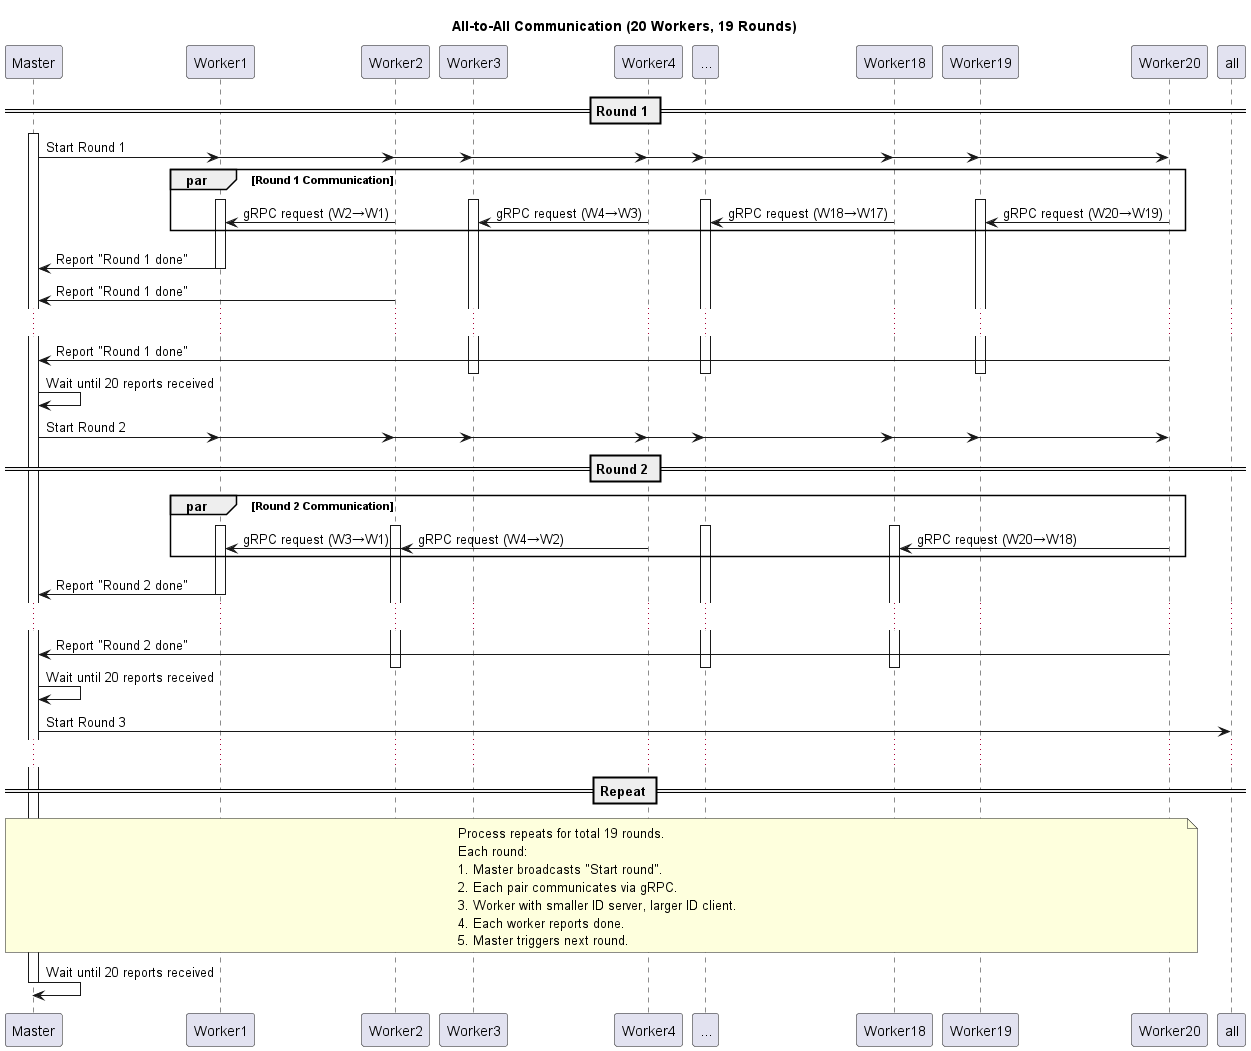 All-to-All Communication (20 Workers, 19 Rounds)
Master Worker1 Worker2 Worker3 Worker4 ... Worker18 Worker19 Worker20 all
Round 1
Start Round 1
par [Round 1 Communication]
gRPC request (W2→W1) gRPC request (W4→W3) gRPC request (W18→W17) gRPC request (W20→W19)
Report "Round 1 done"
Report "Round 1 done"
Report "Round 1 done"
Wait until 20 reports received
Start Round 2
Round 2
par [Round 2 Communication]
gRPC request (W3→W1) gRPC request (W4→W2) gRPC request (W20→W18)
Report "Round 2 done"
Report "Round 2 done"
Wait until 20 reports received
Start Round 3
Repeat
Process repeats for total 19 rounds.
Each round:
1. Master broadcasts "Start round".
2. Each pair communicates via gRPC.
3. Worker with smaller ID server, larger ID client.
4. Each worker reports done.
5. Master triggers next round.
Wait until 20 reports received
Master Worker1 Worker2 Worker3 Worker4 ... Worker18 Worker19 Worker20 all